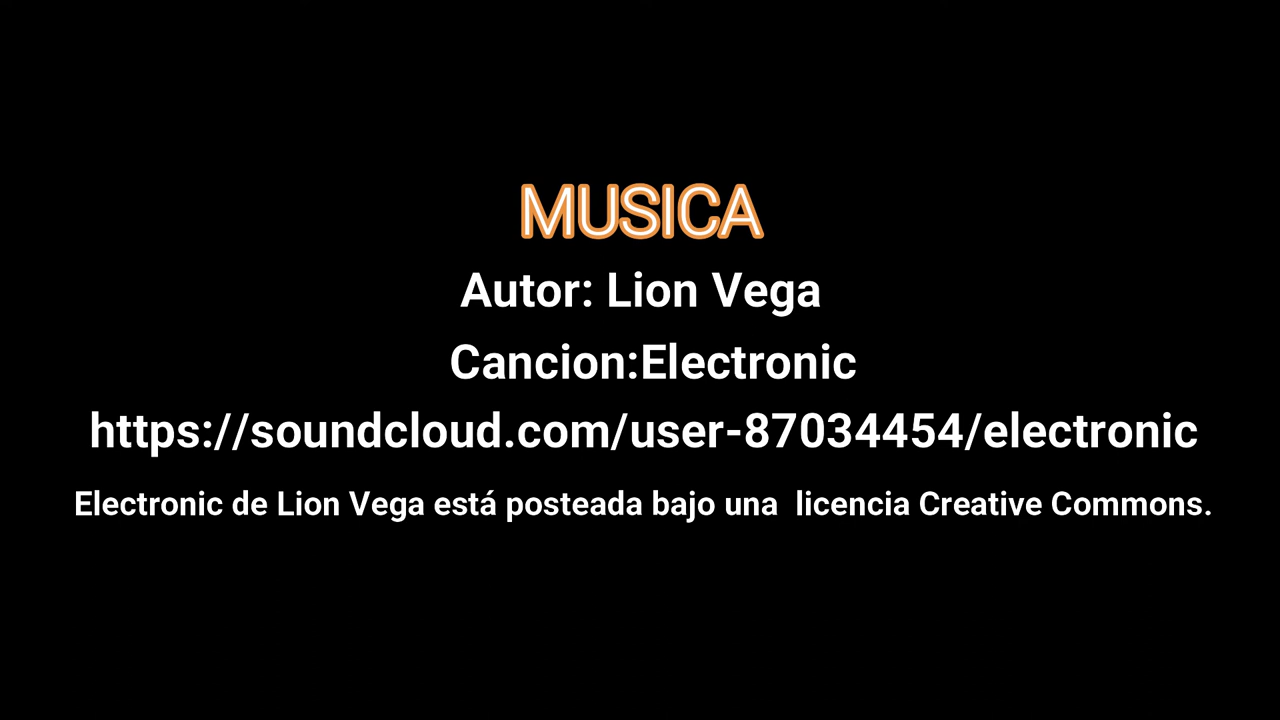 MUSICA
Autor: Lion Vega
Cancion:Electronic
https://soundcloud.com/user-87034454/electronic
Electronic de Lion Vega está posteada bajo una  licencia Creative Commons.